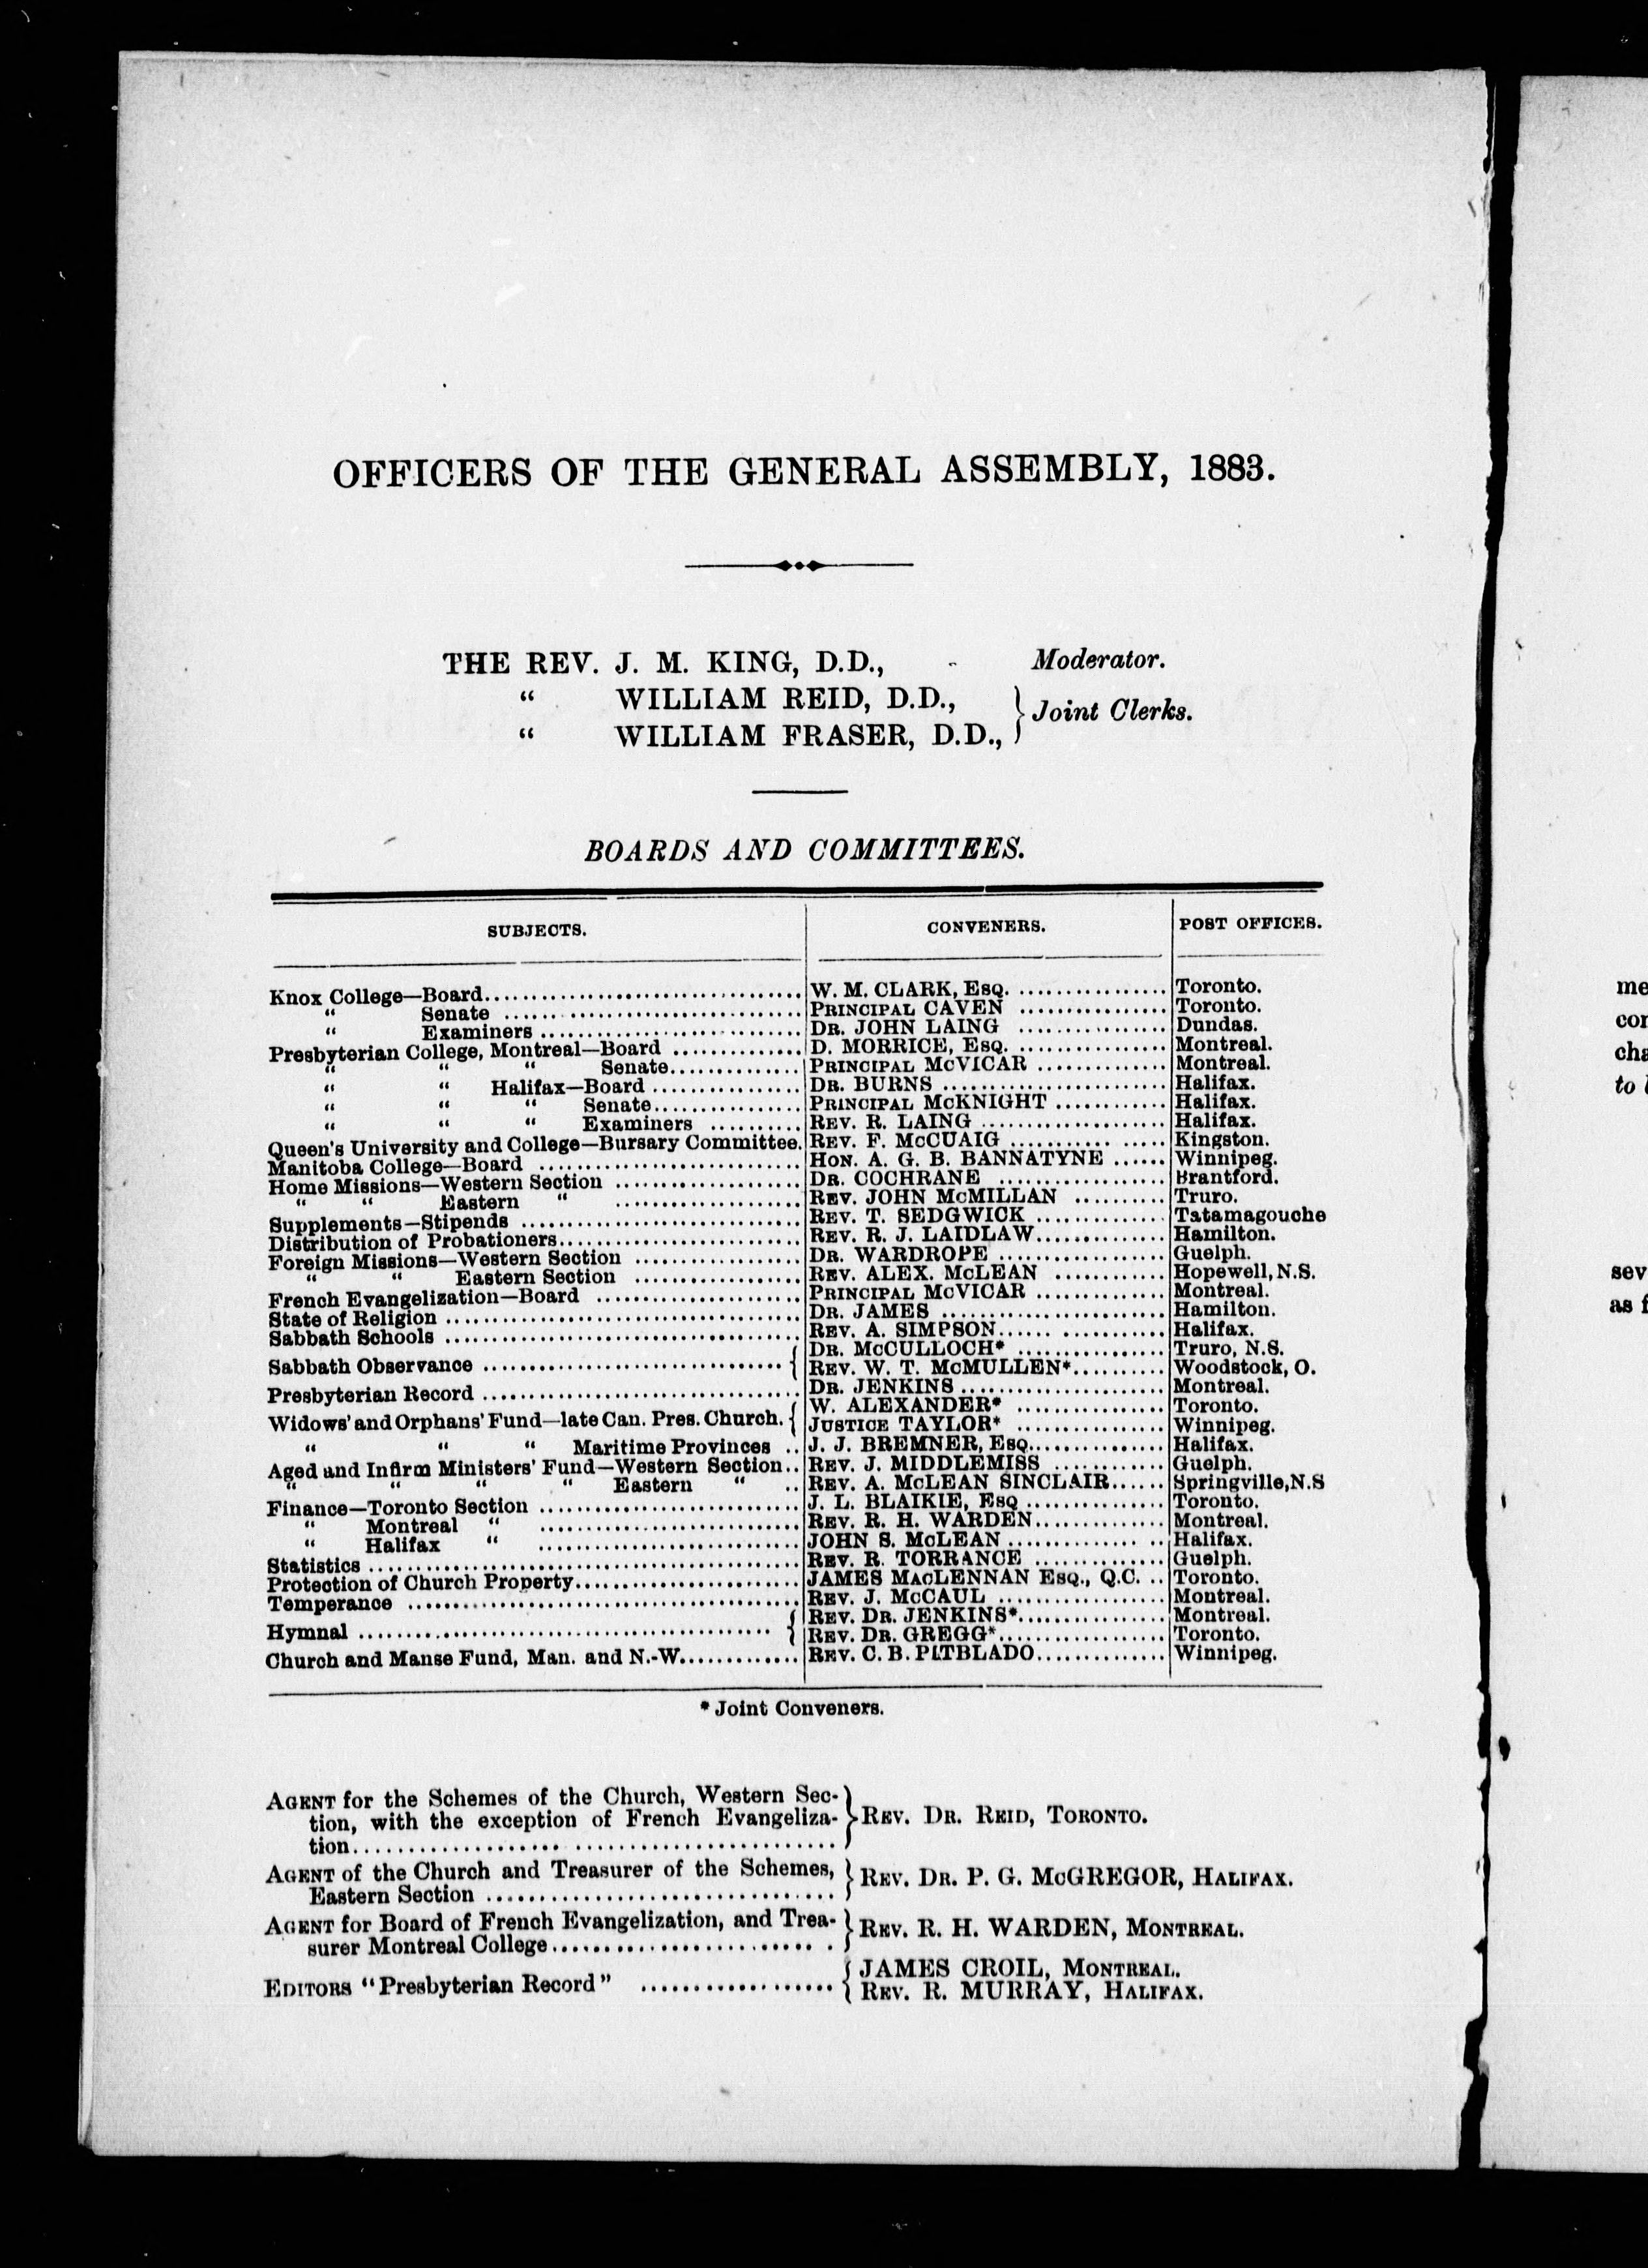 OFFICERS OF THE GENERAL ASSEMBLY, 1883.
THE REV. J. M. KING, D.D., - Moderator.
“ WILLIAM REID, D.D., } Joint Clerks.
“ WILLIAM FRASER, D.D.,
BOARDS AND COMMITTEES.
SUBJECTS. CONVENERS. POST OFFICES.
Knox College—Board.......... W. M. CLARK, ESQ. .......... Toronto.
“ Senate .......... PRINCIPAL CAVEN .......... Toronto.
“ Examiners .......... DR. JOHN LAING .......... Dundas.
Presbyterian College, Montreal—Board .......... D. MORRICE, ESQ. .......... Montreal.
“ “ “ Senate.......... PRINCIPAL MCVICAR .......... Montreal.
“ “ Halifax—Board .......... DR. BURNS .......... Halifax.
“ “ “ Senate.......... PRINCIPAL MCKNIGHT .......... Halifax.
“ “ “ Examiners .......... REV. R. LAING .......... Halifax.
Queen's University and College—Bursary Committee. REV. F. MCCUAIG .......... Kingston.
Manitoba College—Board .......... HON. A. G. B. BANNATYNE ...... Winnipeg.
Home Missions—Western Section .......... DR. COCHRANE .......... Brantford.
“ “ Eastern “ .......... REV. JOHN MCMILLAN .......... Truro.
Supplements—Stipends .......... REV. T. SEDGWICK .......... Tatamagouche
Distribution of Probationers.......... REV. R. J. LAIDLAW.......... Hamilton.
Foreign Missions—Western Section .......... DR. WARDROPE .......... Guelph.
“ “ Eastern Section .......... REV. ALEX. MCLEAN .......... Hopewell, N.S.
French Evangelization—Board .......... PRINCIPAL MCVICAR .......... Montreal.
State of Religion .......... DR. JAMES .......... Hamilton.
Sabbath Schools .......... REV. A. SIMPSON.......... Halifax.
Sabbath Observance .......... { DR. MCCULLOCH* .......... Truro, N.S.
REV. W. T. MCMULLEN*.......... Woodstock, O.
Presbyterian Record .......... DR. JENKINS .......... Montreal.
Widows' and Orphans' Fund—late Can. Pres. Church. { W. ALEXANDER* .......... Toronto.
JUSTICE TAYLOR* .......... Winnipeg.
“ “ “ Maritime Provinces .. J. J. BREMNER, ESQ.......... Halifax.
Aged and Infirm Ministers' Fund—Western Section.. REV. J. MIDDLEMISS .......... Guelph.
“ “ “ “ Eastern “ .. REV. A. MCLEAN SINCLAIR...... Springville, N.S
Finance—Toronto Section .......... J. L. BLAIKIE, ESQ .......... Toronto.
“ Montreal “ .......... REV. R. H. WARDEN.......... Montreal.
“ Halifax “ .......... JOHN S. MCLEAN .......... Halifax.
Statistics .......... REV. R. TORRANCE .......... Guelph.
Protection of Church Property.......... JAMES MACLENNAN ESQ., Q.C. .. Toronto.
Temperance .......... REV. J. MCCAUL .......... Montreal.
Hymnal .......... { REV. DR. JENKINS*.......... Montreal.
REV. DR. GREGG*.......... Toronto.
Church and Manse Fund, Man. and N.-W.......... REV. C. B. PITBLADO.......... Winnipeg.
* Joint Conveners.
AGENT for the Schemes of the Church, Western Sec-
tion, with the exception of French Evangeliza- } REV. DR. REID, TORONTO.
tion..........
AGENT of the Church and Treasurer of the Schemes, } REV. DR. P. G. MCGREGOR, HALIFAX.
Eastern Section ..........
AGENT for Board of French Evangelization, and Trea- } REV. R. H. WARDEN, MONTREAL.
surer Montreal College..........
EDITORS “Presbyterian Record” .......... { JAMES CROIL, MONTREAL.
REV. R. MURRAY, HALIFAX.
me
con
cha
to
sev
as f